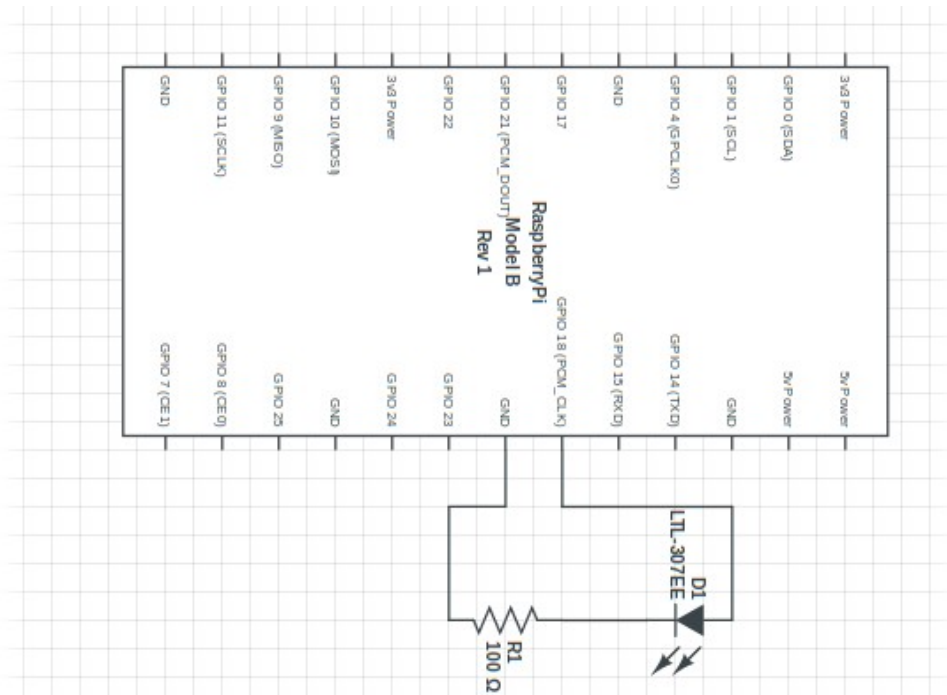 GND
GPIO 11 (SCLK)
GPIO 9 (MISO)
GPIO 10 (MOSI)
3v3 Power
GPIO 22
GPIO 21 (PCM_DOUT)
GPIO 17
GND
GPIO 4 (GPCLK0)
GPIO 1 (SCL)
GPIO 0 (SDA)
3v3 Power
RaspberryPi
Model B
Rev 1
GPIO 7 (CE1)
GPIO 8 (CE0)
GPIO 25
GND
GPIO 24
GPIO 23
GND
GPIO 18 (PCM_CLK)
GPIO 15 (RXD)
GPIO 14 (TXD)
GND
5v Power
5v Power
D1
LTL-307EE
R1
100 Ω